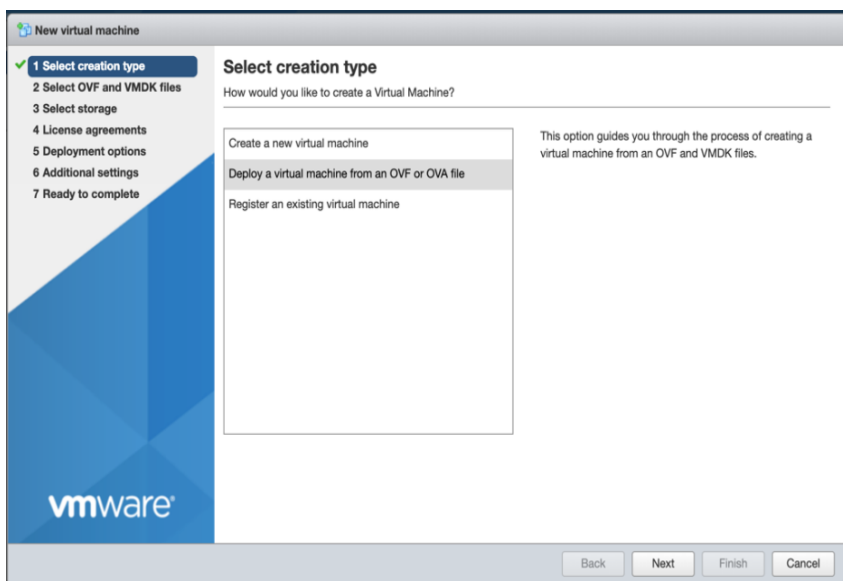 New virtual machine
1 Select creation type
2 Select OVF and VMDK files
3 Select storage
4 License agreements
5 Deployment options
6 Additional settings
7 Ready to complete
vmware®
Select creation type
How would you like to create a Virtual Machine?
Create a new virtual machine
Deploy a virtual machine from an OVF or OVA file
Register an existing virtual machine
This option guides you through the process of creating a
virtual machine from an OVF and VMDK files.
Back Next Finish Cancel